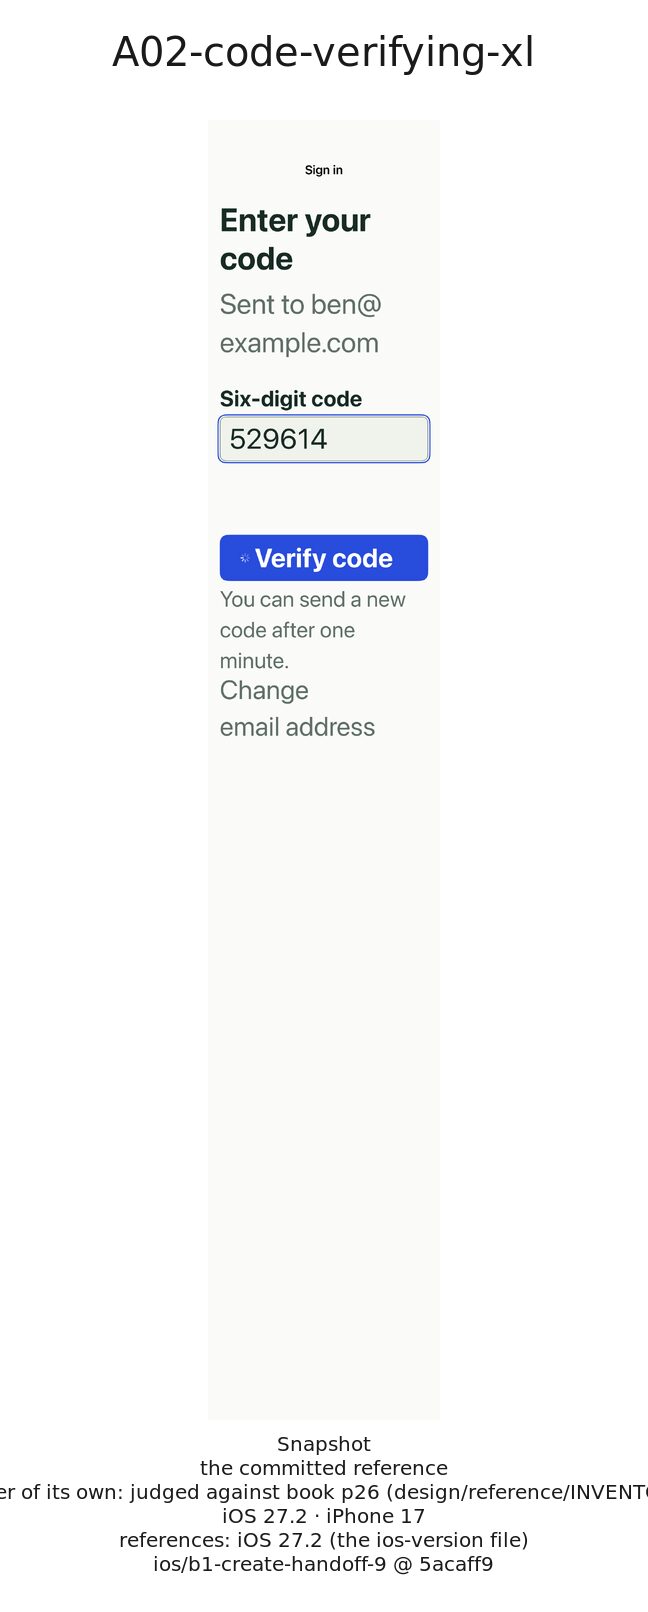 A02-code-verifying-xl
Sign in
Enter your
code
Sent to ben@
example.com
Six-digit code
529614
Verify code
You can send a new
code after one
minute.
Change
email address
Snapshot
the committed reference
of its own: judged against book p26 (design/reference/
iOS 27.2 · iPhone 17
references: iOS 27.2 (the ios-version file)
ios/b1-create-handoff-9 @ 5acaff9